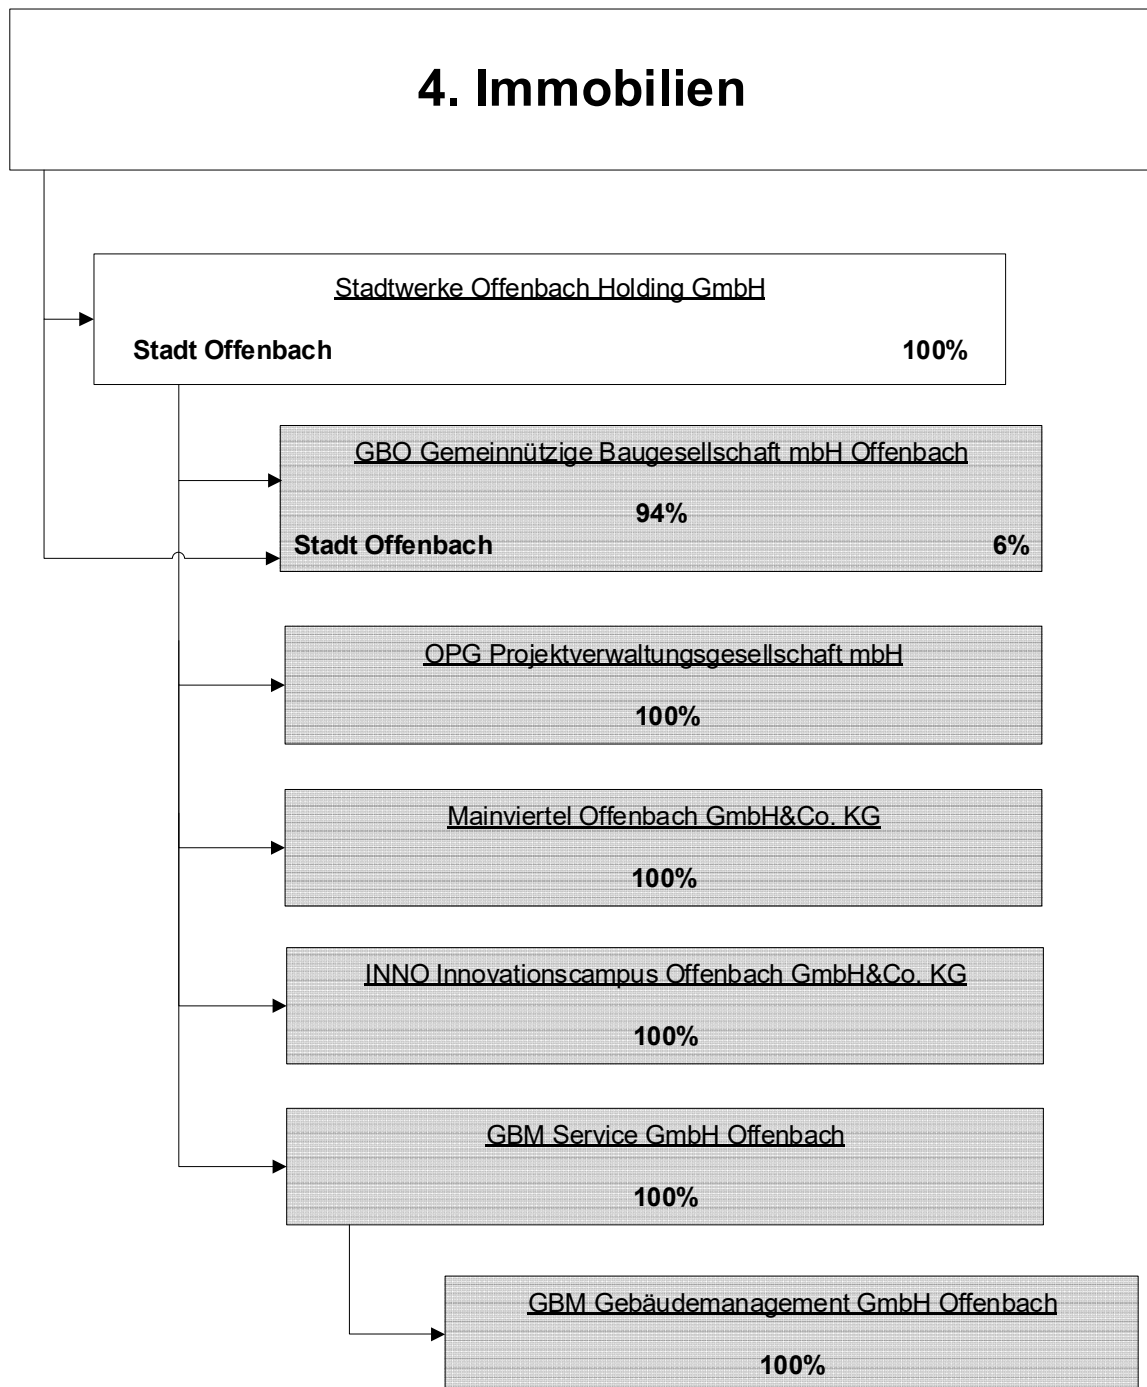 4. Immobilien
Stadtwerke Offenbach Holding GmbH
Stadt Offenbach 100%
GBO Gemeinnützige Baugesellschaft mbH Offenbach
94%
Stadt Offenbach 6%
OPG Projektverwaltungsgesellschaft mbH
100%
Mainviertel Offenbach GmbH&Co. KG
100%
INNO Innovationscampus Offenbach GmbH&Co. KG
100%
GBM Service GmbH Offenbach
100%
GBM Gebäudemanagement GmbH Offenbach
100%